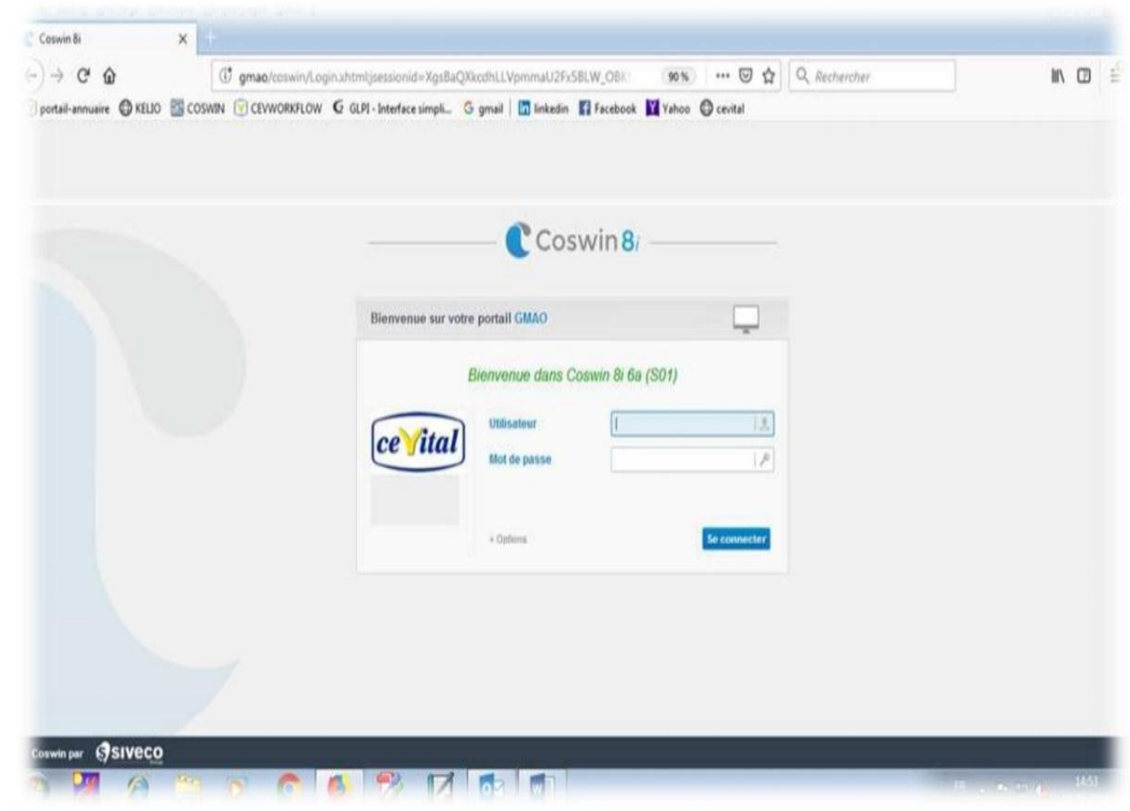 Coswin 8i
gmao/coswin/Login.xhtml;jsessionid=
90 %
Rechercher
portail-annuaire KELIO COSWIN CEVWORKFLOW GLPI - Interface simpli... gmail linkedin Facebook Yahoo cevital
Coswin 8i
Bienvenue sur votre portail GMAO
Bienvenue dans Coswin 8i 6a (S01)
cevital
Utilisateur
Mot de passe
+ Options
Se connecter
Coswin par siveco
14:53